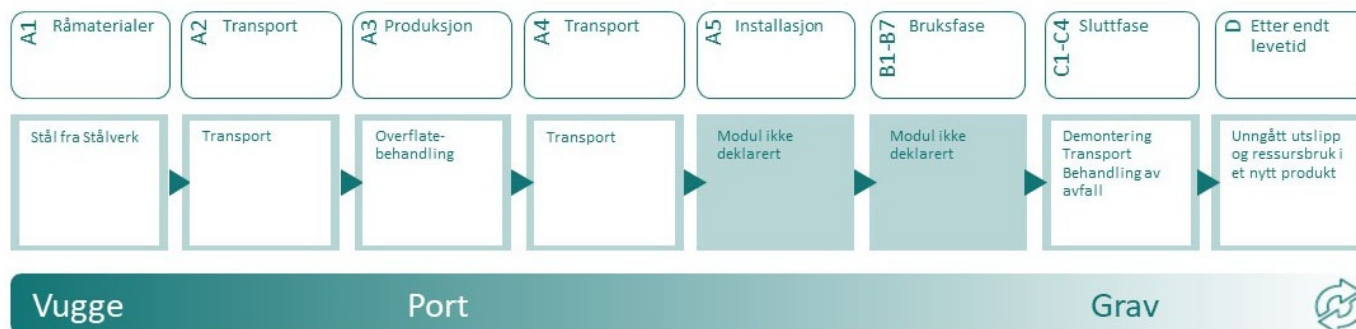 A1 Råmaterialer
A2 Transport
A3 Produksjon
A4 Transport
A5 Installasjon
B1-B7 Bruksfase
C1-C4 Sluttfase
D Etter endt
levetid
Stål fra Stålverk
Transport
Overflate-
behandling
Transport
Modul ikke
deklarert
Modul ikke
deklarert
Demontering
Transport
Behandling av
avfall
Unngått utslipp
og ressursbruk i
et nytt produkt
Vugge
Port
Grav